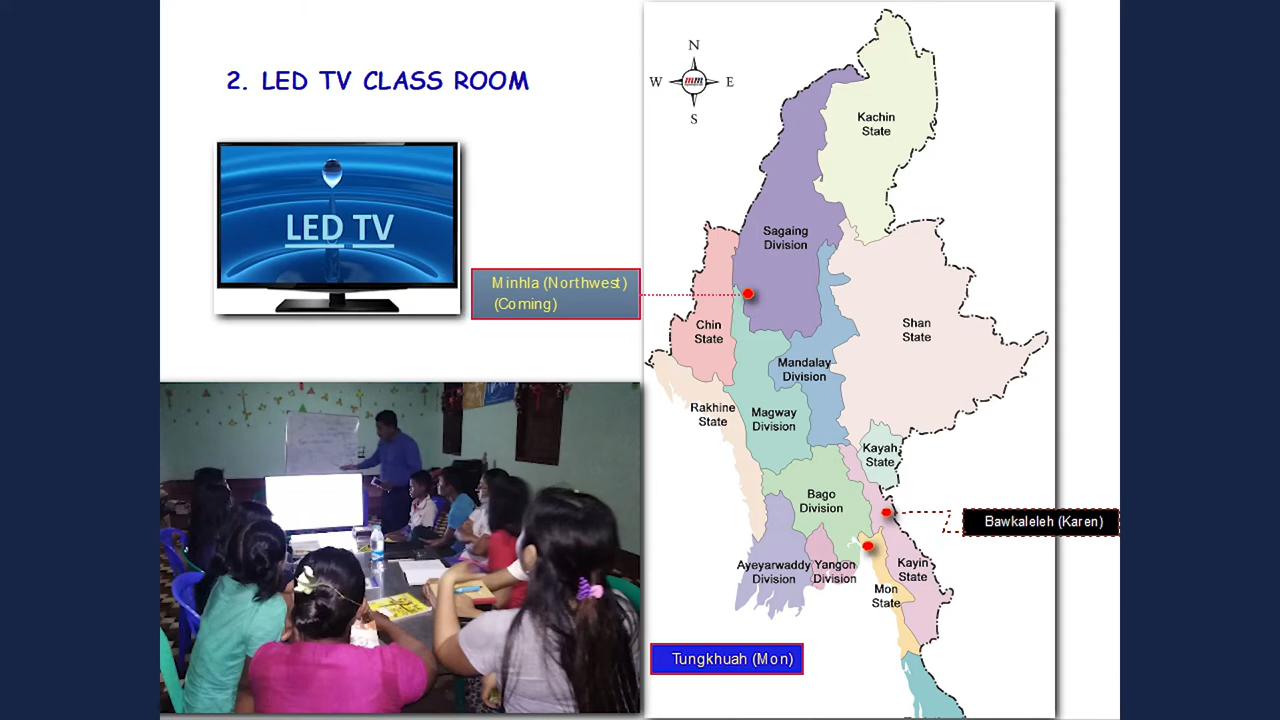 2. LED TV CLASS ROOM
LED TV
Minhla (Northwest)
(Coming)
N
W
mm
E
S
Kachin
State
Sagaing
Division
Chin
State
Shan
State
Mandalay
Division
Rakhine
State
Magway
Division
Kayah
State
Bago
Division
Bawkaleleh (Karen)
Ayeyarwaddy
Division
Yangon
Division
Kayin
State
Mon
State
Tungkhuah (Mon)